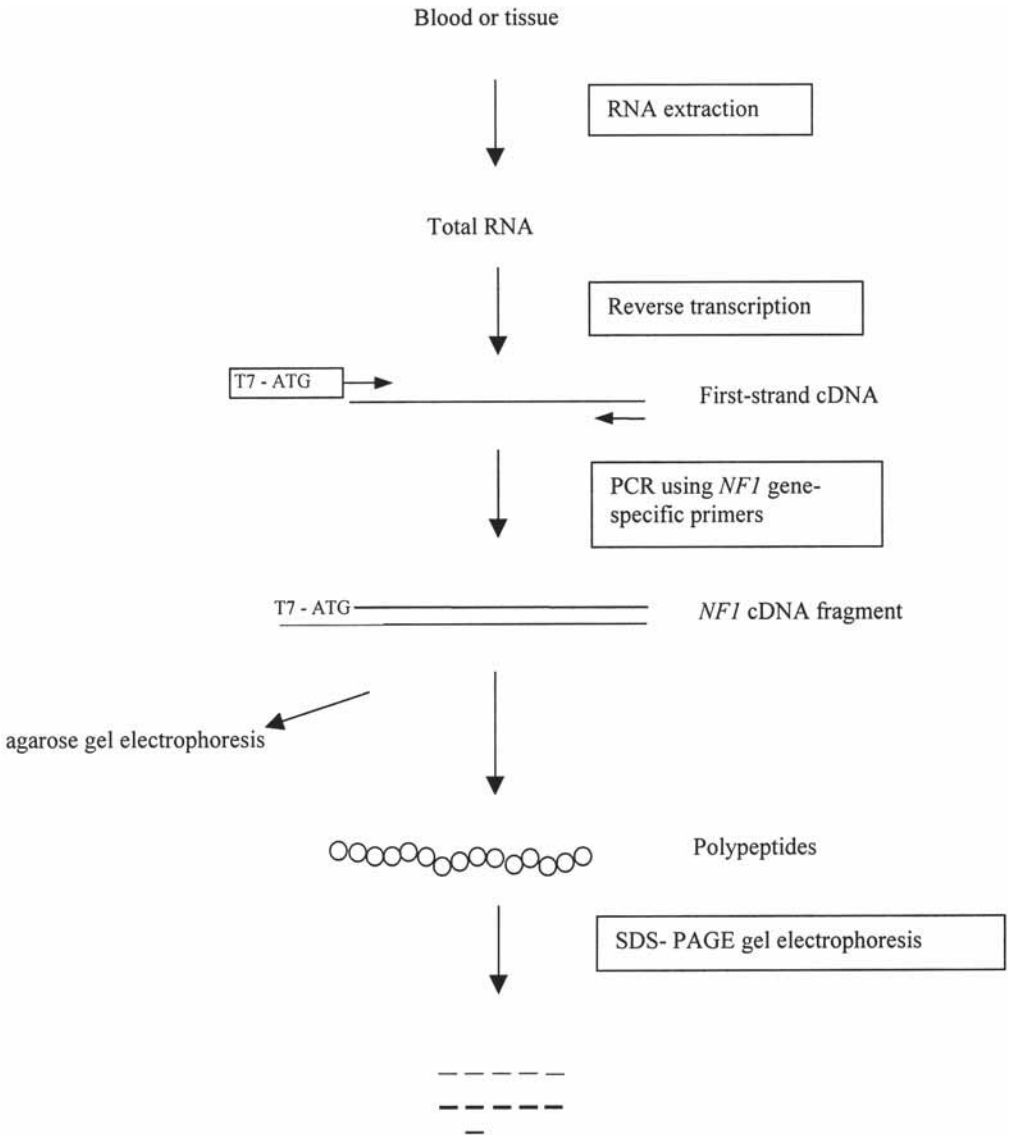 Blood or tissue
RNA extraction
Total RNA
Reverse transcription
T7 - ATG
First-strand cDNA
PCR using NF1 gene-
specific primers
T7 - ATG
NF1 cDNA fragment
agarose gel electrophoresis
Polypeptides
SDS- PAGE gel electrophoresis